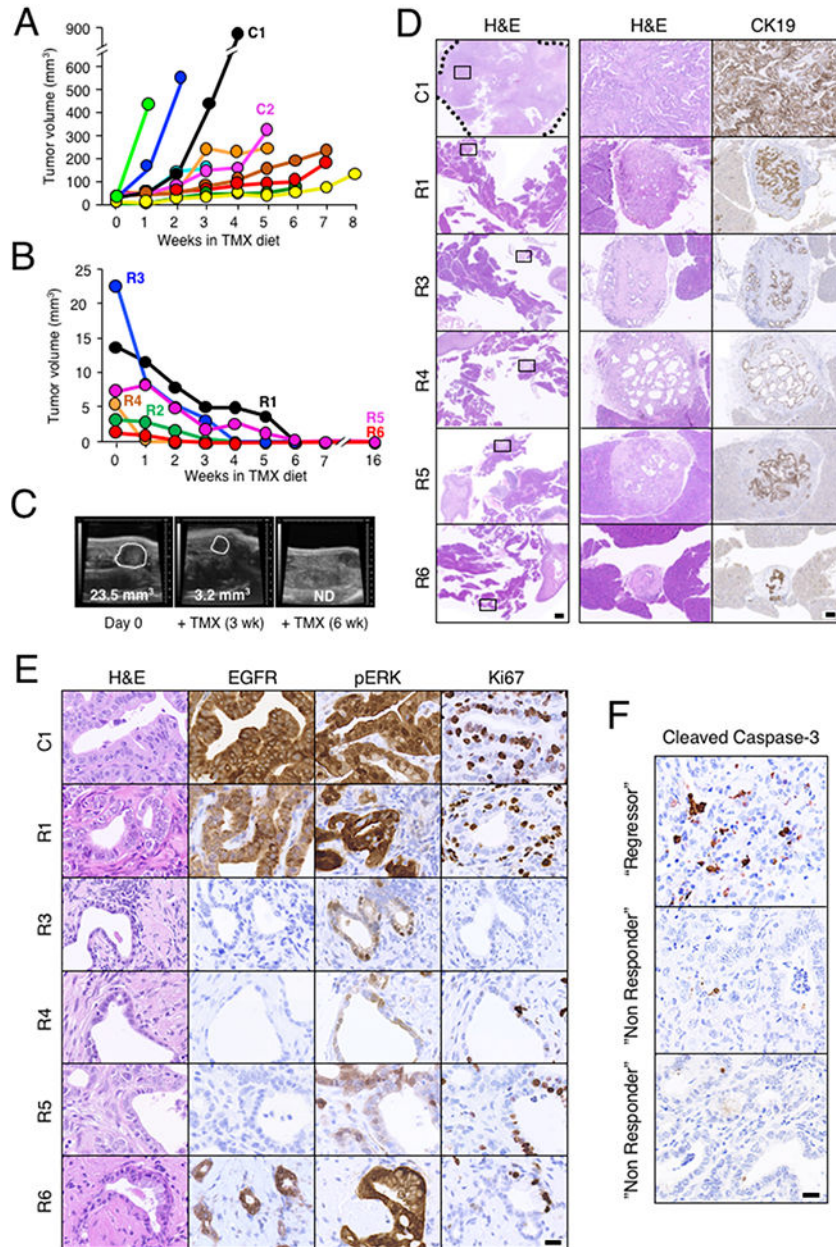 A
Tumor volume (mm³)
900
600
500
400
300
200
100
0
C1
C2
0 1 2 3 4 5 6 7 8
Weeks in TMX diet
B
Tumor volume (mm³)
25
20
15
10
5
0
R3
R4
R2
R1
R5
R6
0 1 2 3 4 5 6 7 16
Weeks in TMX diet
C
23.5 mm³ 3.2 mm³ ND
Day 0 + TMX (3 wk) + TMX (6 wk)
D
H&E H&E CK19
C1
R1
R3
R4
R5
R6
E
H&E EGFR pERK Ki67
C1
R1
R3
R4
R5
R6
F
Cleaved Caspase-3
"Regressor"
"Non Responder"
"Non Responder"